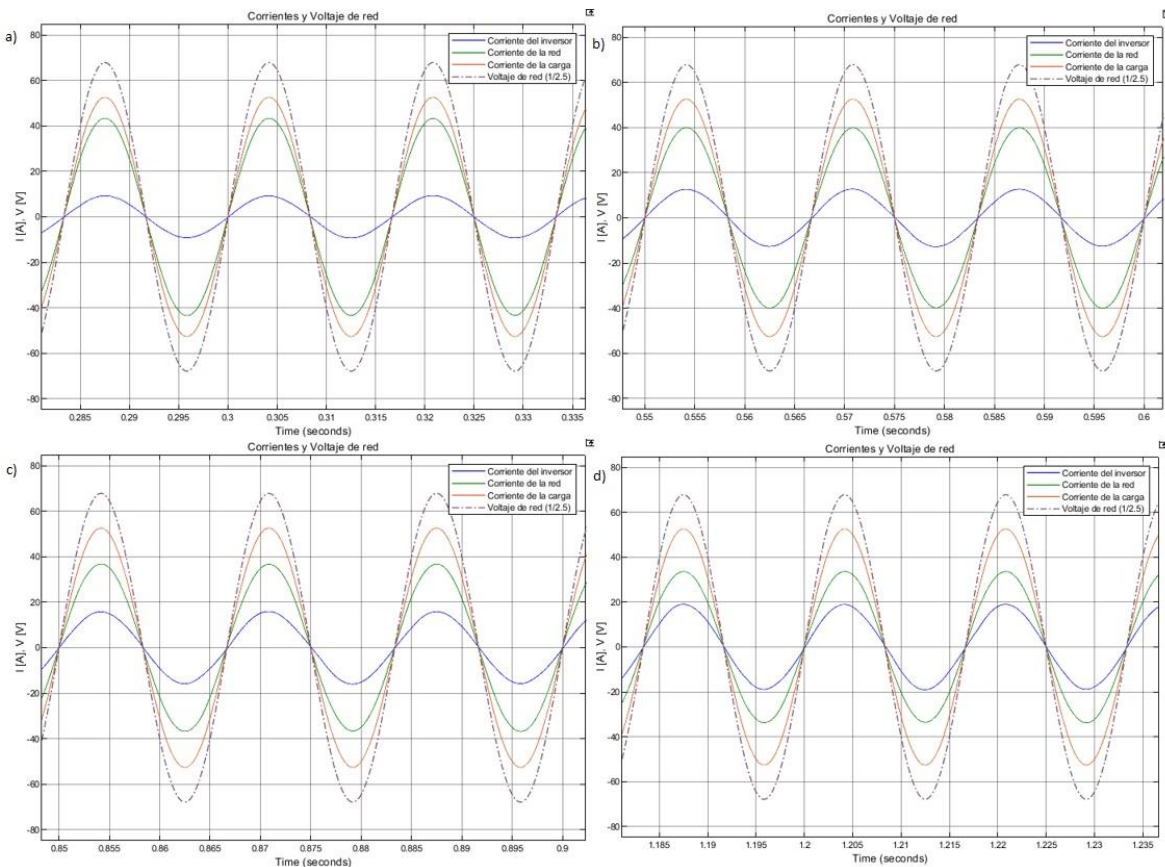 a)
Corrientes y Voltaje de red
80
60
40
20
0
-20
-40
-60
-80
I [A], V [V]
Corriente del inversor
Corriente de la red
Corriente de la carga
Voltaje de red (1/2.5)
0.285 0.29 0.295 0.3 0.305 0.31 0.315 0.32 0.325 0.33 0.335
Time (seconds)
b)
Corrientes y Voltaje de red
80
60
40
20
0
-20
-40
-60
-80
I [A], V [V]
Corriente del inversor
Corriente de la red
Corriente de la carga
Voltaje de red (1/2.5)
0.55 0.555 0.56 0.565 0.57 0.575 0.58 0.585 0.59 0.595 0.6
Time (seconds)
c)
Corrientes y Voltaje de red
80
60
40
20
0
-20
-40
-60
-80
I [A], V [V]
Corriente del inversor
Corriente de la red
Corriente de la carga
Voltaje de red (1/2.5)
0.85 0.855 0.86 0.865 0.87 0.875 0.88 0.885 0.89 0.895 0.9
Time (seconds)
d)
Corrientes y Voltaje de red
80
60
40
20
0
-20
-40
-60
-80
I [A], V [V]
Corriente del inversor
Corriente de la red
Corriente de la carga
Voltaje de red (1/2.5)
1.185 1.19 1.195 1.2 1.205 1.21 1.215 1.22 1.225 1.23 1.235
Time (seconds)